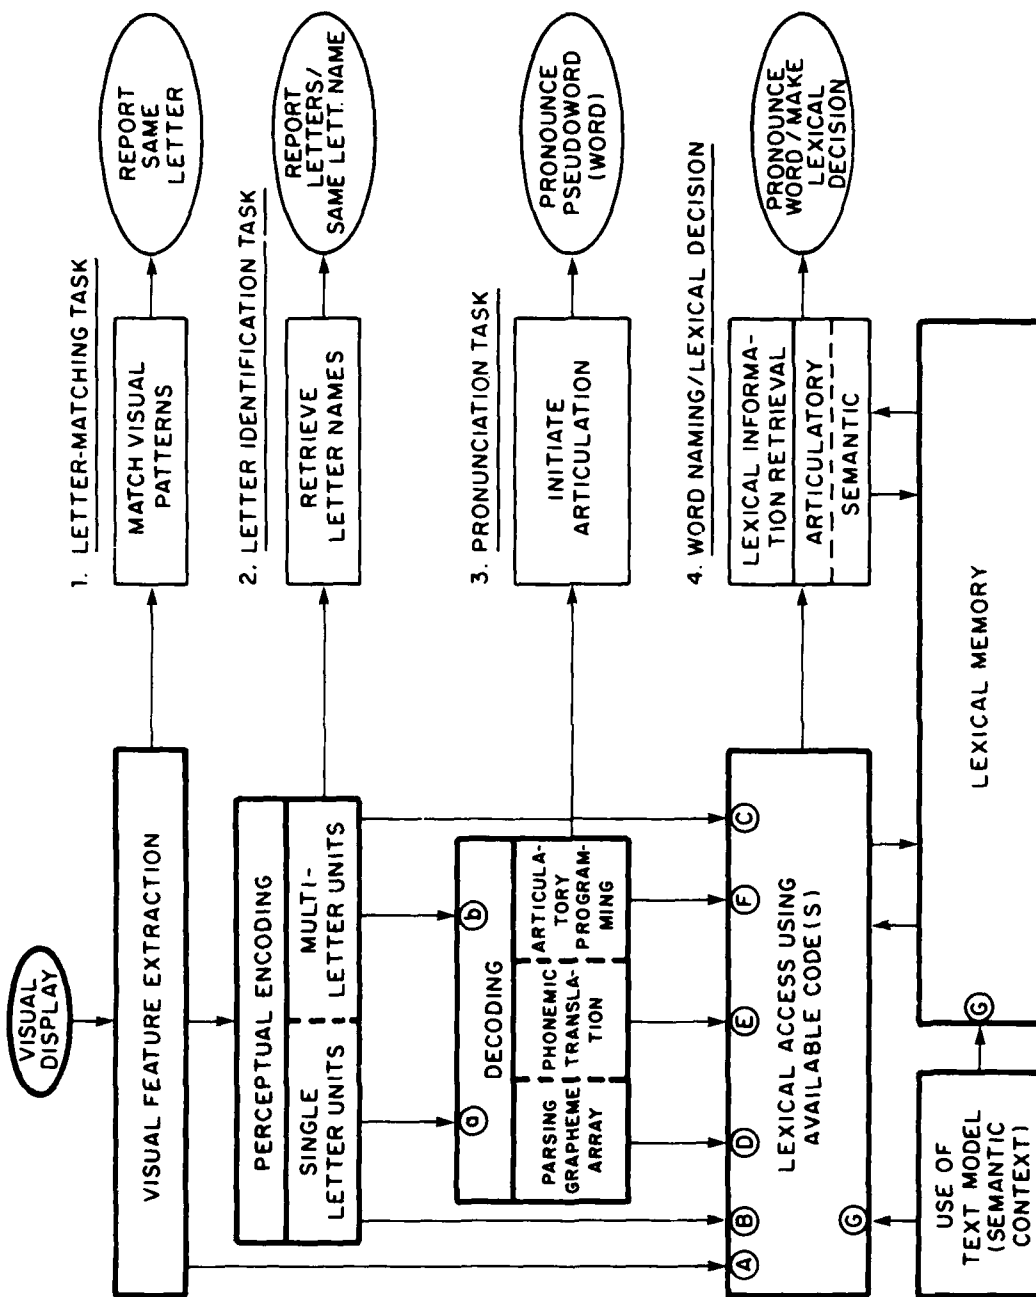 VISUAL
DISPLAY
VISUAL FEATURE EXTRACTION
1. LETTER-MATCHING TASK
MATCH VISUAL
PATTERNS
REPORT
SAME
LETTER
PERCEPTUAL ENCODING
SINGLE
LETTER UNITS
MULTI-
LETTER UNITS
2. LETTER IDENTIFICATION TASK
RETRIEVE
LETTER NAMES
REPORT
LETTERS/
SAME LETT. NAME
a
b
DECODING
PARSING
GRAPHEME
ARRAY
PHONEMIC
TRANSLA-
TION
ARTICULA-
TORY
PROGRAM-
MING
3. PRONUNCIATION TASK
INITIATE
ARTICULATION
PRONOUNCE
PSEUDOWORD
(WORD)
A
B
D
E
F
C
LEXICAL ACCESS USING
AVAILABLE CODE(S)
G
4. WORD NAMING/LEXICAL DECISION
LEXICAL INFORMA-
TION RETRIEVAL
ARTICULATORY
SEMANTIC
PRONOUNCE
WORD/MAKE
LEXICAL
DECISION
USE OF
TEXT MODEL
(SEMANTIC
CONTEXT)
G
LEXICAL MEMORY